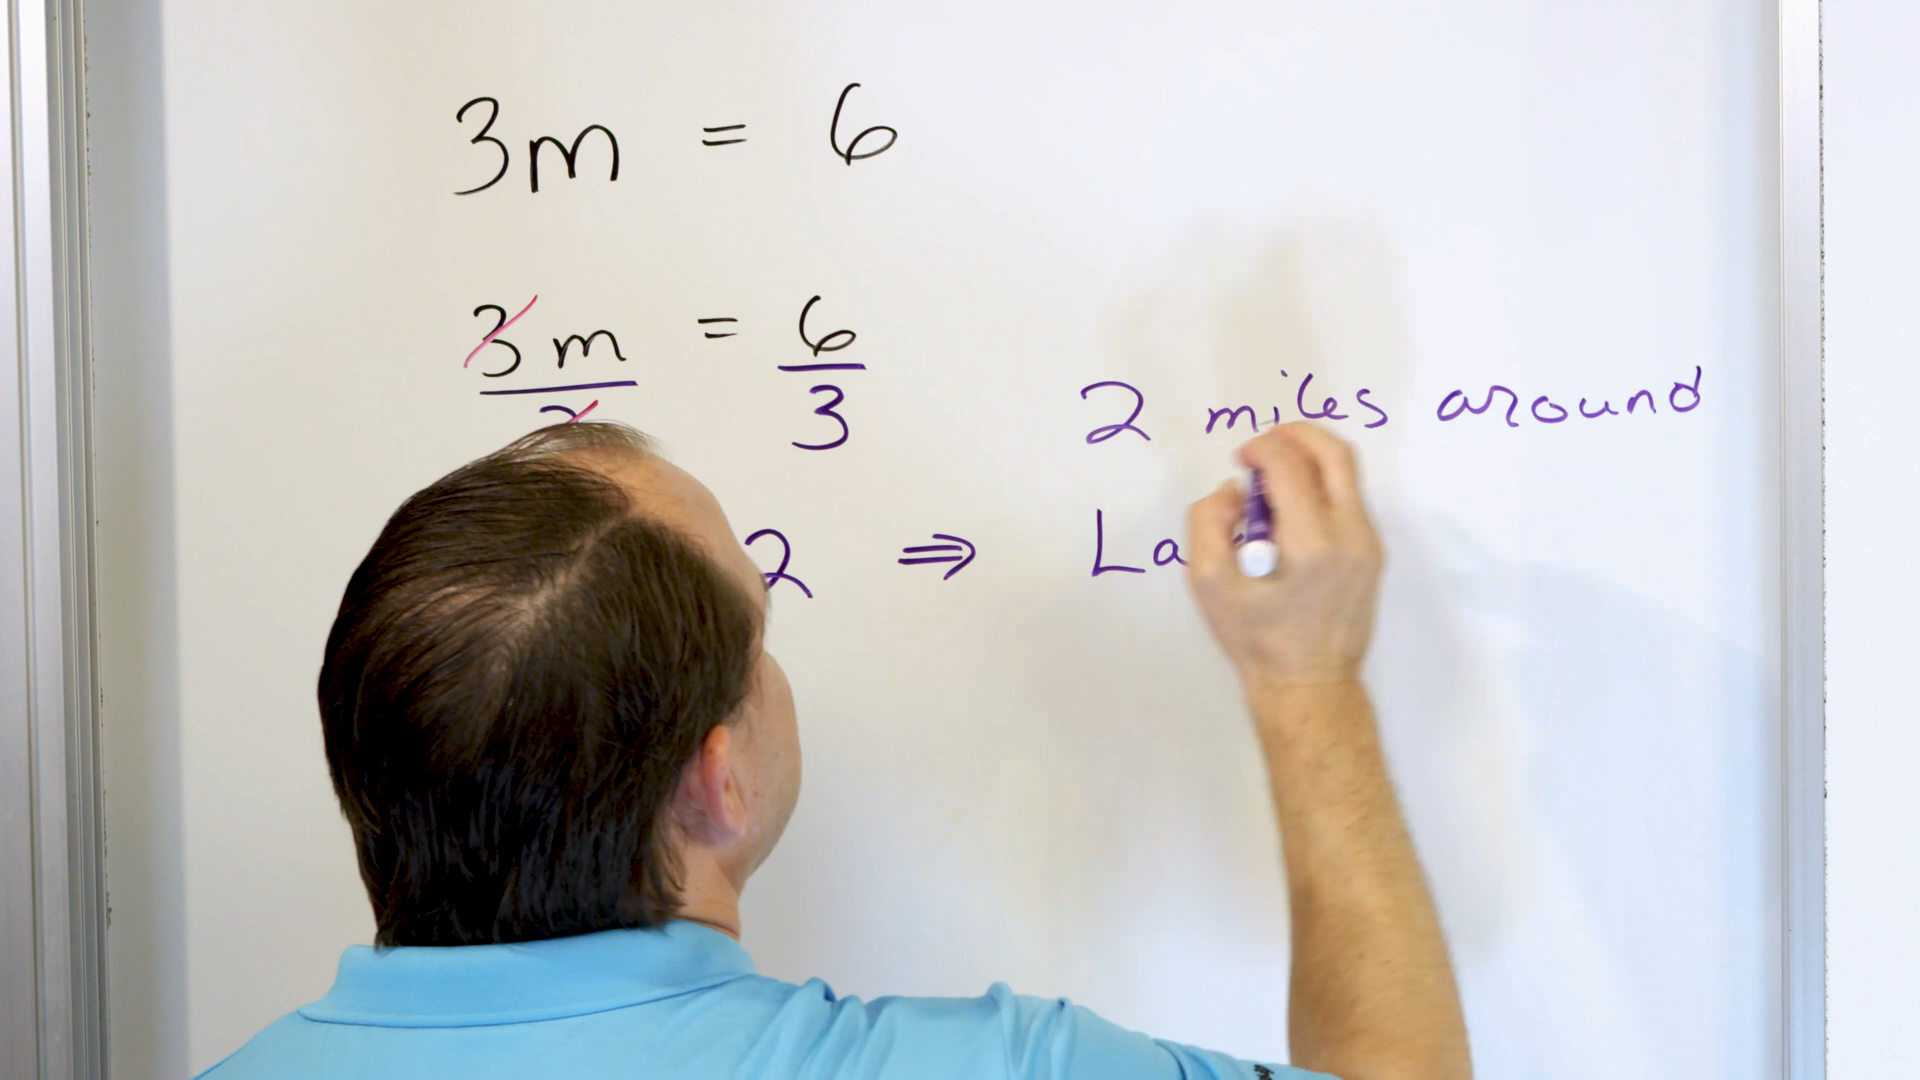 3m = 6
3m = 6
3
2 miles around
2 ⇒ La